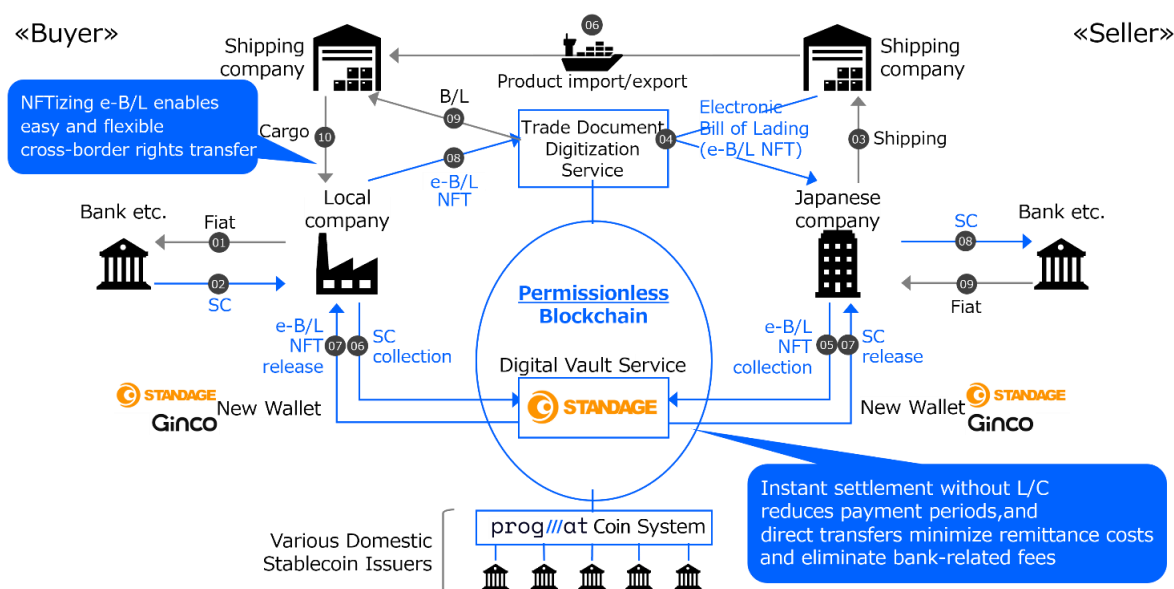 «Buyer»
06
«Seller»
Shipping
company
Product import/export
Shipping
company
NFTizing e-B/L enables
easy and flexible
cross-border rights transfer
B/L
09
Cargo
10
08
e-B/L
NFT
Trade Document
Digitization
Service
04
Electronic
Bill of Lading
(e-B/L NFT)
03
Shipping
Local
company
Japanese
company
Bank etc.
Fiat
01
02
SC
Bank etc.
SC
08
09
Fiat
Permissionless
Blockchain
e-B/L
NFT
release
07
06
SC
collection
e-B/L
NFT
collection
05
07
SC
release
Digital Vault Service
STANDAGE
STANDAGE
Ginco
New Wallet
New Wallet
STANDAGE
Ginco
Instant settlement without L/C
reduces payment periods,and
direct transfers minimize remittance costs
and eliminate bank-related fees
Various Domestic
Stablecoin Issuers
prog///at Coin System